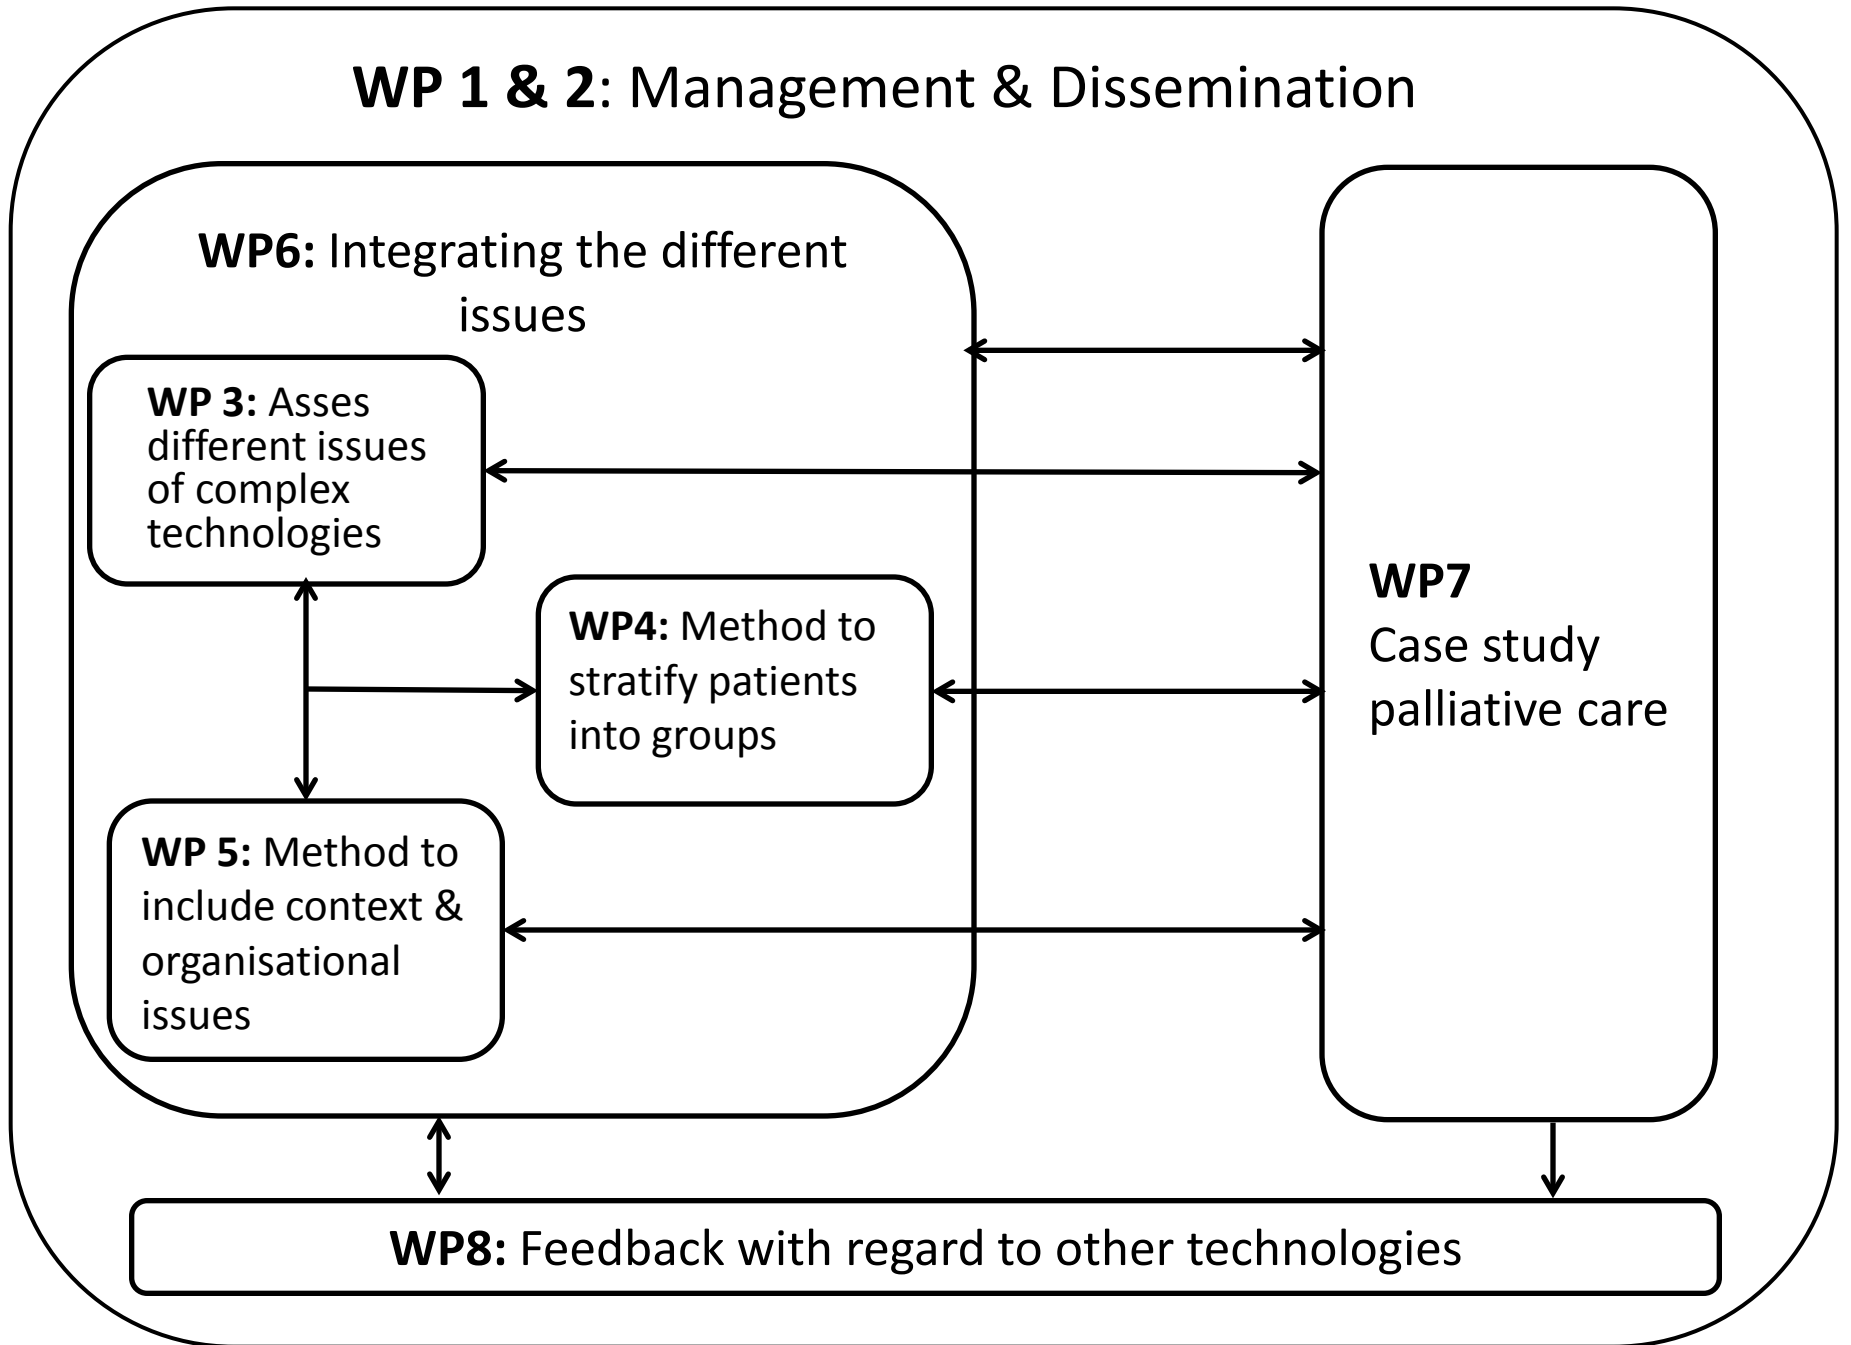 WP 1 & 2: Management & Dissemination
WP6: Integrating the different
issues
WP 3: Asses
different issues
of complex
technologies
WP4: Method to
stratify patients
into groups
WP7
Case study
palliative care
WP 5: Method to
include context &
organisational
issues
WP8: Feedback with regard to other technologies